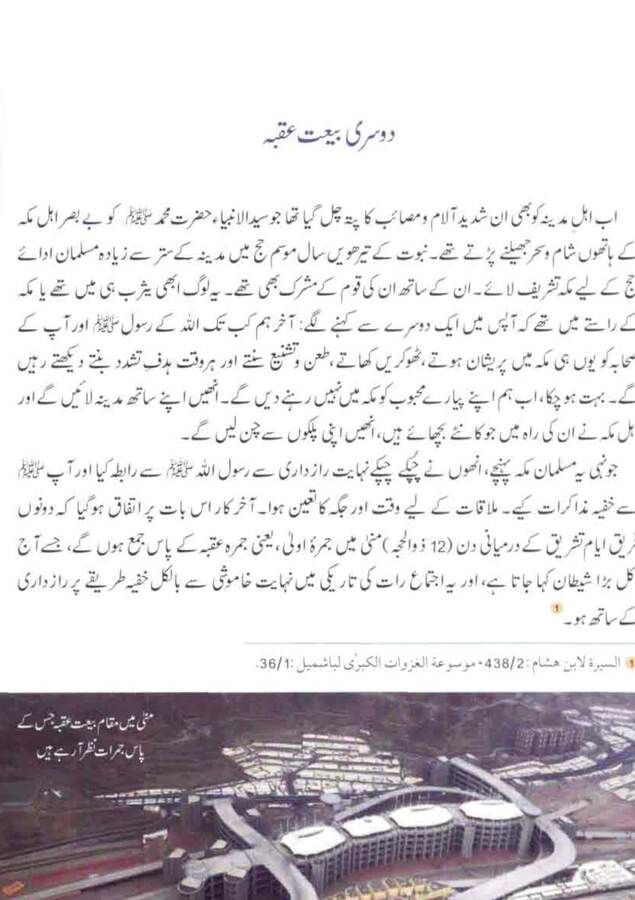 دوسری بیعت عقبہ
اب اہلِ مدینہ کو بھی ان شدید آلام و مصائب کا پتہ چل گیا تھا جو سید الانبیاء حضرت محمد ﷺ کو بے بصر اہل مکہ
کے ہاتھوں شام و سحر جھیلنے پڑتے تھے۔ نبوت کے تیرھویں سال موسم حج میں مدینہ کے ستر سے زیادہ مسلمان ادائے
حج کے لیے مکہ تشریف لائے۔ ان کے ساتھ ان کی قوم کے مشرک بھی تھے۔ یہ لوگ ابھی یثرب ہی میں تھے یا مکہ
کے راستے میں تھے کہ آپس میں ایک دوسرے سے کہنے لگے: آخر ہم کب تک اللہ کے رسول ﷺ اور آپ کے
صحابہ کو یوں ہی مکہ میں پریشان ہوتے، ٹھوکریں کھاتے، طعن و تشنیع سنتے اور ہر وقت ہدفِ تشدد بنتے دیکھتے رہیں
گے۔ بہت ہو چکا، اب ہم اپنے پیارے محبوب کو مکہ میں نہیں رہنے دیں گے۔ انھیں اپنے ساتھ مدینہ لائیں گے اور
اہل مکہ نے ان کی راہ میں جو کانٹے بچھائے ہیں، انھیں اپنی پلکوں سے چن لیں گے۔
جونہی یہ مسلمان مکہ پہنچے، انھوں نے چپکے چپکے نہایت رازداری سے رسول اللہ ﷺ سے رابطہ کیا اور آپ ﷺ
سے خفیہ مذاکرات کیے۔ ملاقات کے لیے وقت اور جگہ کا تعین ہوا۔ آخر کار اس بات پر اتفاق ہو گیا کہ دونوں
فریق ایام تشریق کے درمیانی دن (12 ذوالحجہ) منیٰ میں جمرۂ اولیٰ، یعنی جمرہ عقبہ کے پاس جمع ہوں گے، جسے آج
کل بڑا شیطان کہا جاتا ہے، اور یہ اجتماع رات کی تاریکی میں نہایت خاموشی سے بالکل خفیہ طریقے پر رازداری
کے ساتھ ہو۔ 1
1 السيرة لابن هشام: 438/2، موسوعة الغزوات الكبرٰى لباشميل: 36/1.
منیٰ میں مقام بیعت عقبہ جس کے
پاس جمرات نظر آ رہے ہیں